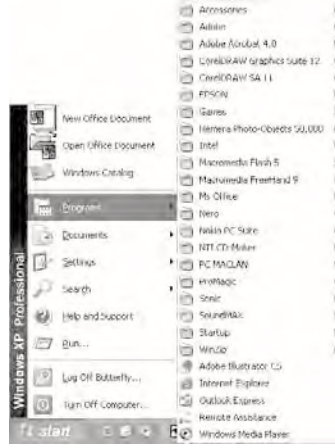 New Office Document
Open Office Document
Windows Catalog
Programs
Documents
Settings
Search
Help and Support
Run...
Log Off Butterfly...
Turn Off Computer...
Windows XP Professional
start
Accessories
Adobe
Adobe Acrobat 4.0
CorelDRAW Graphics Suite 12
CorelDRAW SA 11
EPSON
Games
Hemera Photo-Objects 50,000
Intel
Macromedia Flash 5
Macromedia FreeHand 9
Ms Office
Nero
Nokia PC Suite
NTI CD-Maker
PC MACLAN
ProMagic
Sonic
SoundMAX
Startup
WinZip
Adobe Illustrator CS
Internet Explorer
Outlook Express
Remote Assistance
Windows Media Player